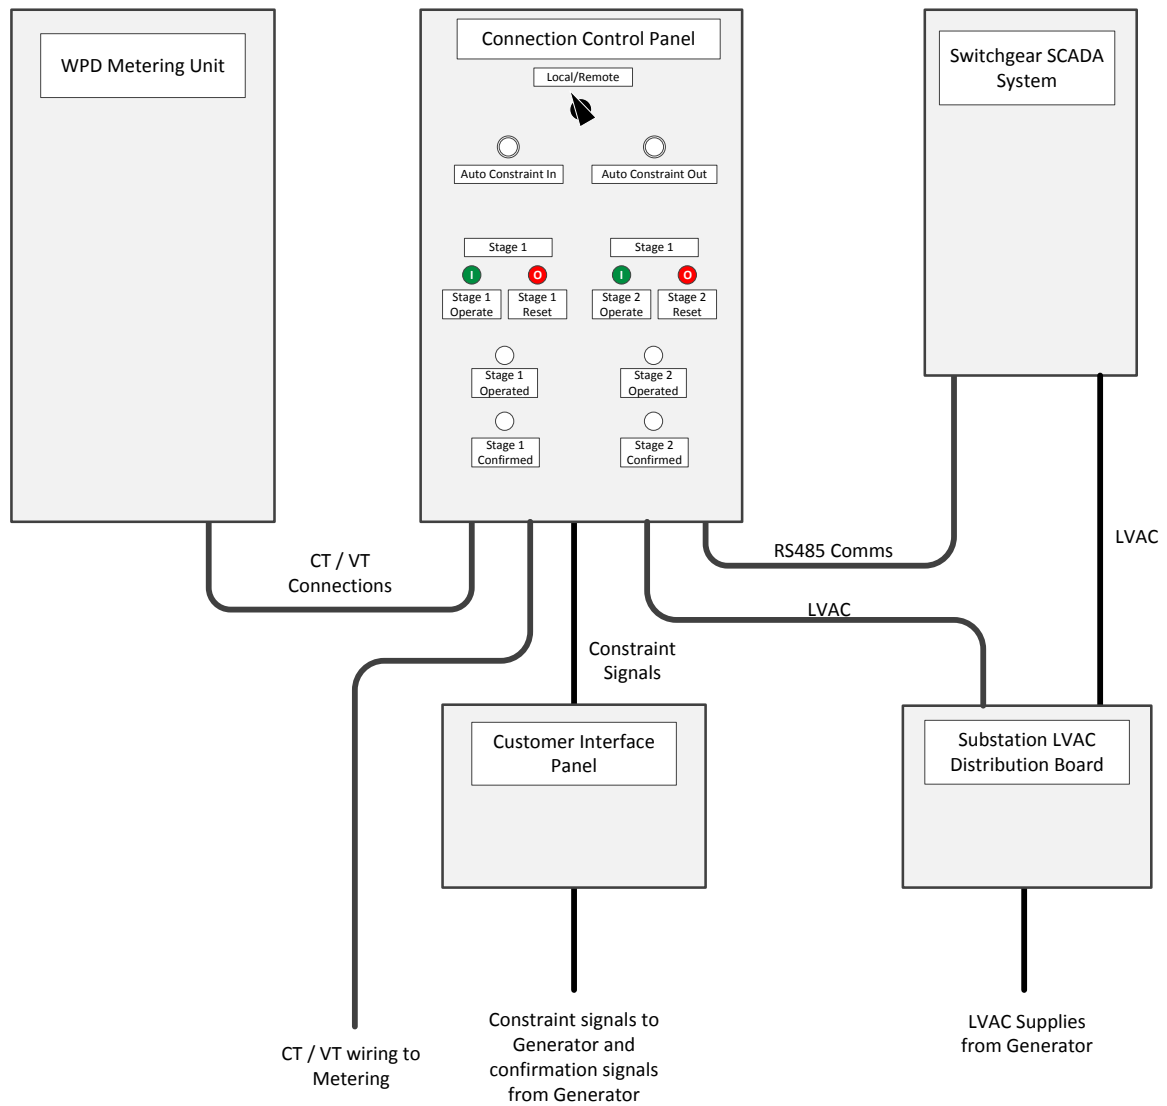 WPD Metering Unit
Connection Control Panel
Local/Remote
Auto Constraint In
Auto Constraint Out
Stage 1
Stage 1
I
O
I
O
Stage 1
Operate
Stage 1
Reset
Stage 2
Operate
Stage 2
Reset
Stage 1
Operated
Stage 2
Operated
Stage 1
Confirmed
Stage 2
Confirmed
Switchgear SCADA
System
CT / VT
Connections
RS485 Comms
LVAC
LVAC
Constraint
Signals
Customer Interface
Panel
Substation LVAC
Distribution Board
CT / VT wiring to
Metering
Constraint signals to
Generator and
confirmation signals
from Generator
LVAC Supplies
from Generator